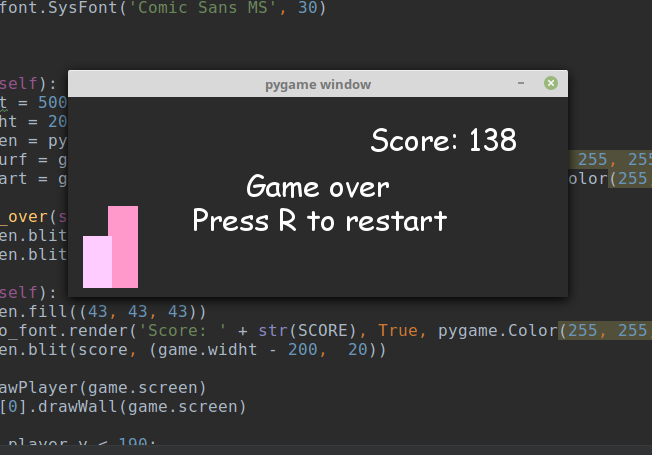 font.SysFont('Comic Sans MS', 30)
self):
t = 500
ht = 20
en = py
urf = g
255, 255
art = g
olor(255,
_over(s
en.blit
en.blit
self):
en.fill((43, 43, 43))
o_font.render('Score: ' + str(SCORE), True, pygame.Color(255, 255,
en.blit(score, (game.widht - 200,  20))
awPlayer(game.screen)
[0].drawWall(game.screen)
player.y < 190:
pygame window
Score: 138
Game over
Press R to restart